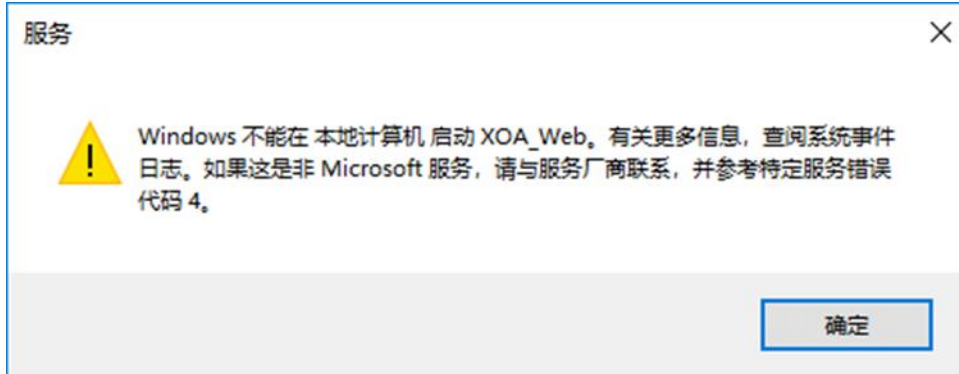 服务
Windows 不能在 本地计算机 启动 XOA_Web。有关更多信息，查阅系统事件
日志。如果这是非 Microsoft 服务，请与服务厂商联系，并参考特定服务错误
代码 4。
确定